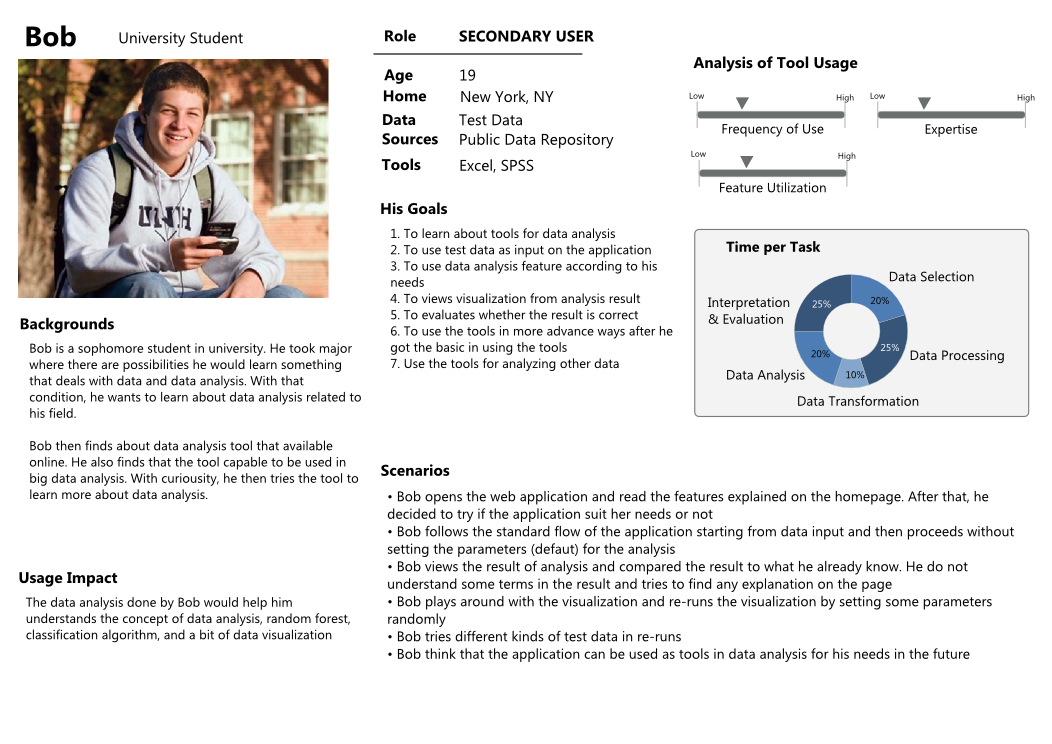 Bob
University Student
Role SECONDARY USER
Age 19
Home New York, NY
Data Test Data
Sources Public Data Repository
Tools Excel, SPSS
His Goals
1. To learn about tools for data analysis
2. To use test data as input on the application
3. To use data analysis feature according to his
needs
4. To views visualization from analysis result
5. To evaluates whether the result is correct
6. To use the tools in more advance ways after he
got the basic in using the tools
7. Use the tools for analyzing other data
Analysis of Tool Usage
Low High
Frequency of Use
Low High
Expertise
Low High
Feature Utilization
Time per Task
Data Selection
20%
Data Processing
25%
Data Transformation
10%
Data Analysis
20%
Interpretation
& Evaluation
25%
Backgrounds
Bob is a sophomore student in university. He took major
where there are possibilities he would learn something
that deals with data and data analysis. With that
condition, he wants to learn about data analysis related to
his field.
Bob then finds about data analysis tool that available
online. He also finds that the tool capable to be used in
big data analysis. With curiousity, he then tries the tool to
learn more about data analysis.
Usage Impact
The data analysis done by Bob would help him
understands the concept of data analysis, random forest,
classification algorithm, and a bit of data visualization
Scenarios
• Bob opens the web application and read the features explained on the homepage. After that, he
decided to try if the application suit her needs or not
• Bob follows the standard flow of the application starting from data input and then proceeds without
setting the parameters (defaut) for the analysis
• Bob views the result of analysis and compared the result to what he already know. He do not
understand some terms in the result and tries to find any explanation on the page
• Bob plays around with the visualization and re-runs the visualization by setting some parameters
randomly
• Bob tries different kinds of test data in re-runs
• Bob think that the application can be used as tools in data analysis for his needs in the future